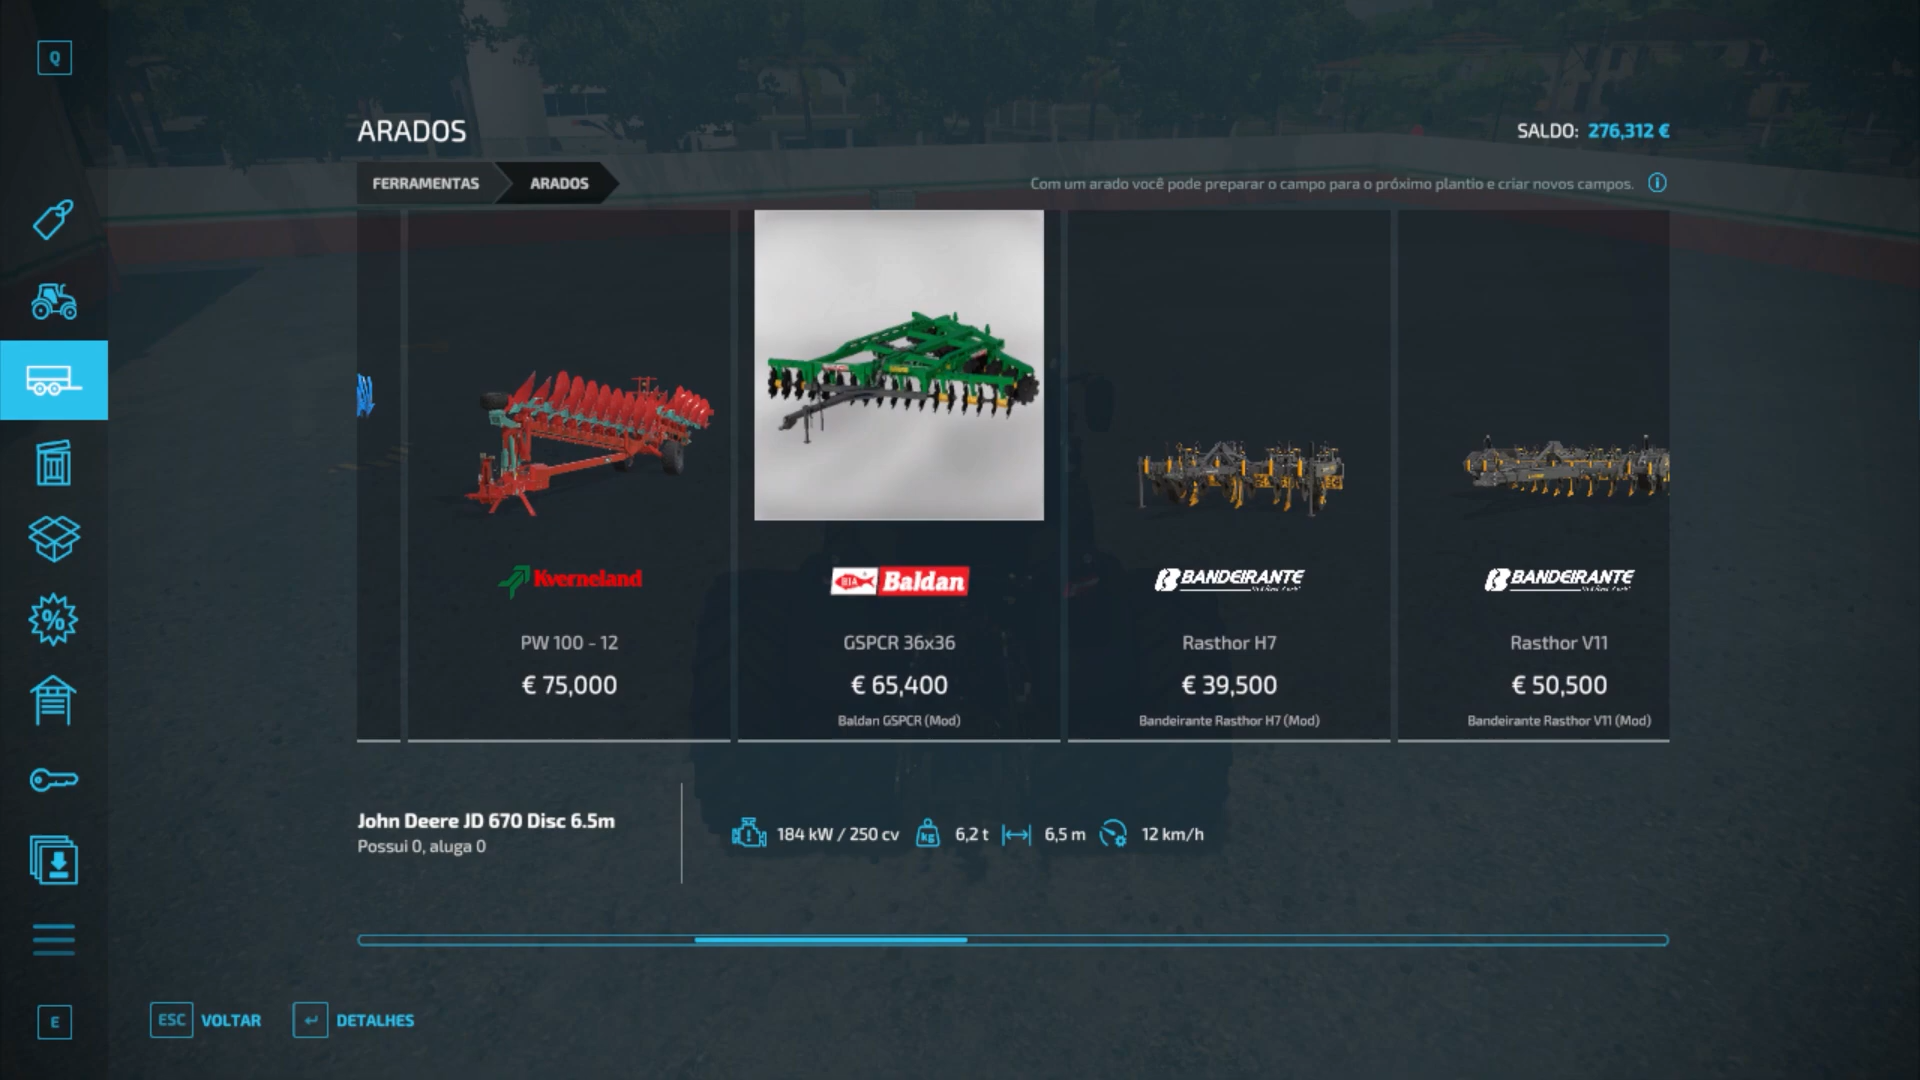 Q
ARADOS
SALDO: 276,312 €
FERRAMENTAS
ARADOS
Com um arado você pode preparar o campo para o próximo plantio e criar novos campos.
Kverneland
PW 100 - 12
€ 75,000
BIA Baldan
GSPCR 36x36
€ 65,400
Baldan GSPCR (Mod)
BANDEIRANTE
Rasthor H7
€ 39,500
Bandeirante Rasthor H7 (Mod)
BANDEIRANTE
Rasthor V11
€ 50,500
Bandeirante Rasthor V11 (Mod)
John Deere JD 670 Disc 6.5m
Possui 0, aluga 0
184 kW / 250 cv
kg 6,2 t
6,5 m
12 km/h
E
ESC VOLTAR
DETALHES